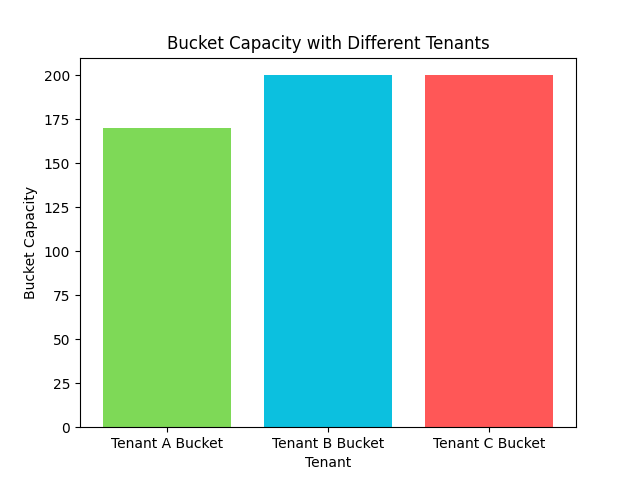 Bucket Capacity with Different Tenants
Bucket Capacity
200
175
150
125
100
75
50
25
0
Tenant A Bucket
Tenant B Bucket
Tenant C Bucket
Tenant